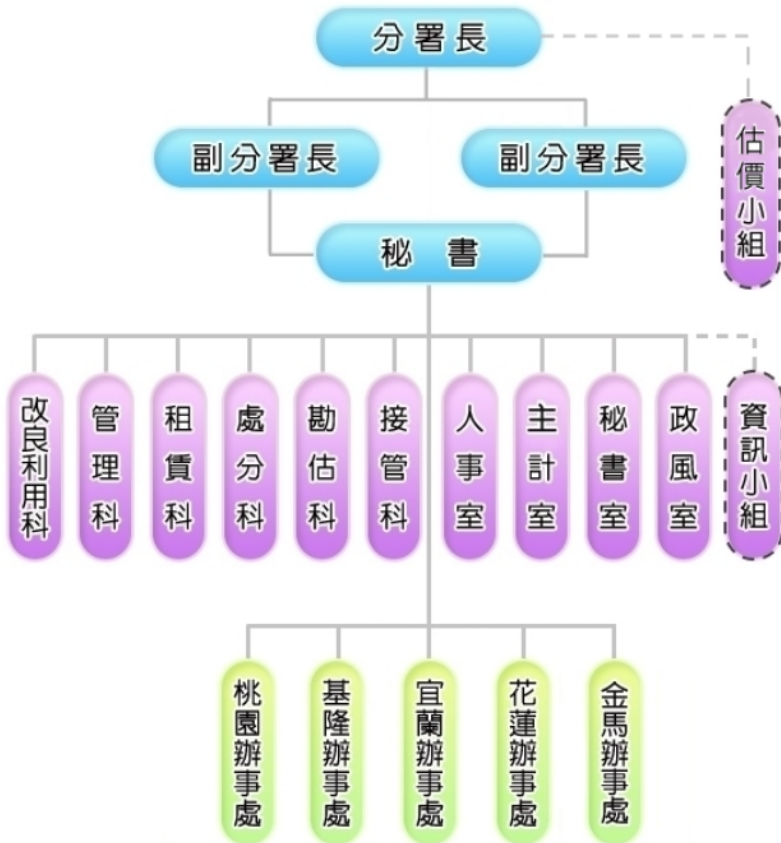 分署長
副分署長
副分署長
估價小組
秘書
改良利用科
管理科
租賃科
處分科
勘估科
接管科
人事室
主計室
秘書室
政風室
資訊小組
桃園辦事處
基隆辦事處
宜蘭辦事處
花蓮辦事處
金馬辦事處